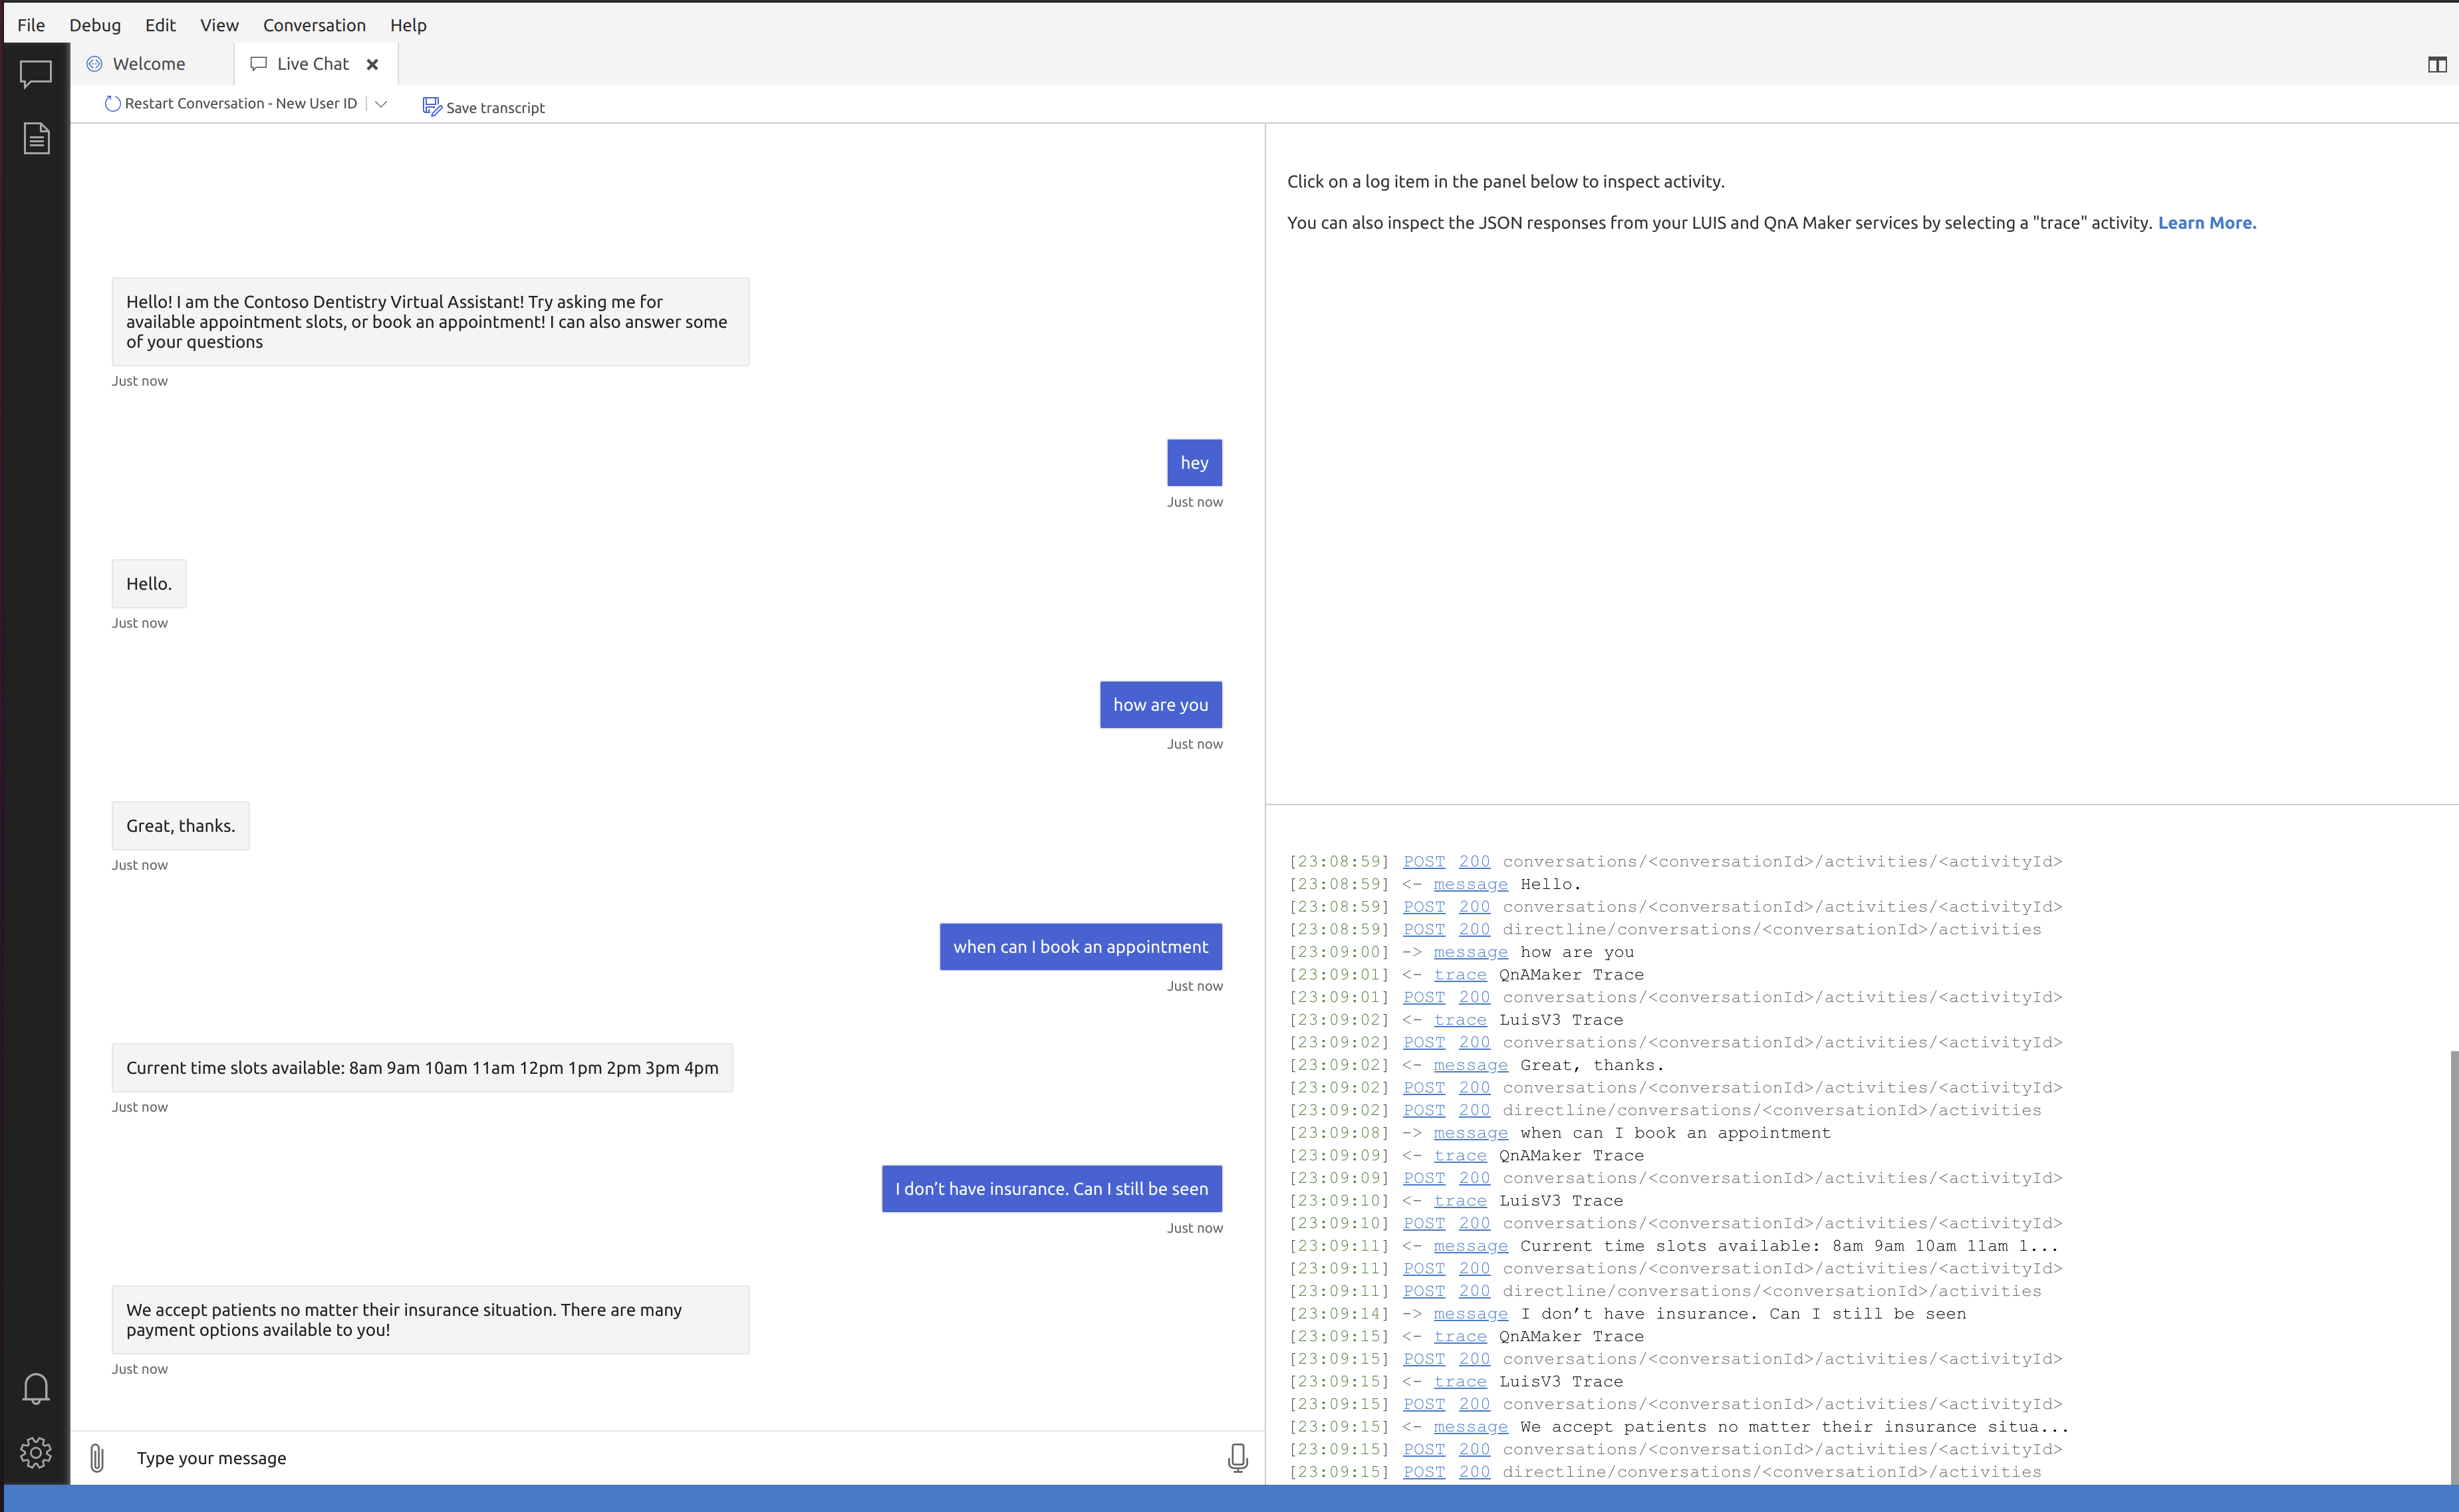 File Debug Edit View Conversation Help
Welcome Live Chat
Restart Conversation - New User ID Save transcript
Hello! I am the Contoso Dentistry Virtual Assistant! Try asking me for
available appointment slots, or book an appointment! I can also answer some
of your questions
Just now
hey
Just now
Hello.
Just now
how are you
Just now
Great, thanks.
Just now
when can I book an appointment
Just now
Current time slots available: 8am 9am 10am 11am 12pm 1pm 2pm 3pm 4pm
Just now
I don’t have insurance. Can I still be seen
Just now
We accept patients no matter their insurance situation. There are many
payment options available to you!
Just now
Type your message
Click on a log item in the panel below to inspect activity.
You can also inspect the JSON responses from your LUIS and QnA Maker services by selecting a "trace" activity. Learn More.
[23:08:59] POST 200 conversations/<conversationId>/activities/<activityId>
[23:08:59] <- message Hello.
[23:08:59] POST 200 conversations/<conversationId>/activities/<activityId>
[23:08:59] POST 200 directline/conversations/<conversationId>/activities
[23:09:00] -> message how are you
[23:09:01] <- trace QnAMaker Trace
[23:09:01] POST 200 conversations/<conversationId>/activities/<activityId>
[23:09:02] <- trace LuisV3 Trace
[23:09:02] POST 200 conversations/<conversationId>/activities/<activityId>
[23:09:02] <- message Great, thanks.
[23:09:02] POST 200 conversations/<conversationId>/activities/<activityId>
[23:09:02] POST 200 directline/conversations/<conversationId>/activities
[23:09:08] -> message when can I book an appointment
[23:09:09] <- trace QnAMaker Trace
[23:09:09] POST 200 conversations/<conversationId>/activities/<activityId>
[23:09:10] <- trace LuisV3 Trace
[23:09:10] POST 200 conversations/<conversationId>/activities/<activityId>
[23:09:11] <- message Current time slots available: 8am 9am 10am 11am 1...
[23:09:11] POST 200 conversations/<conversationId>/activities/<activityId>
[23:09:11] POST 200 directline/conversations/<conversationId>/activities
[23:09:14] -> message I don’t have insurance. Can I still be seen
[23:09:15] <- trace QnAMaker Trace
[23:09:15] POST 200 conversations/<conversationId>/activities/<activityId>
[23:09:15] <- trace LuisV3 Trace
[23:09:15] POST 200 conversations/<conversationId>/activities/<activityId>
[23:09:15] <- message We accept patients no matter their insurance situa...
[23:09:15] POST 200 conversations/<conversationId>/activities/<activityId>
[23:09:15] POST 200 directline/conversations/<conversationId>/activities